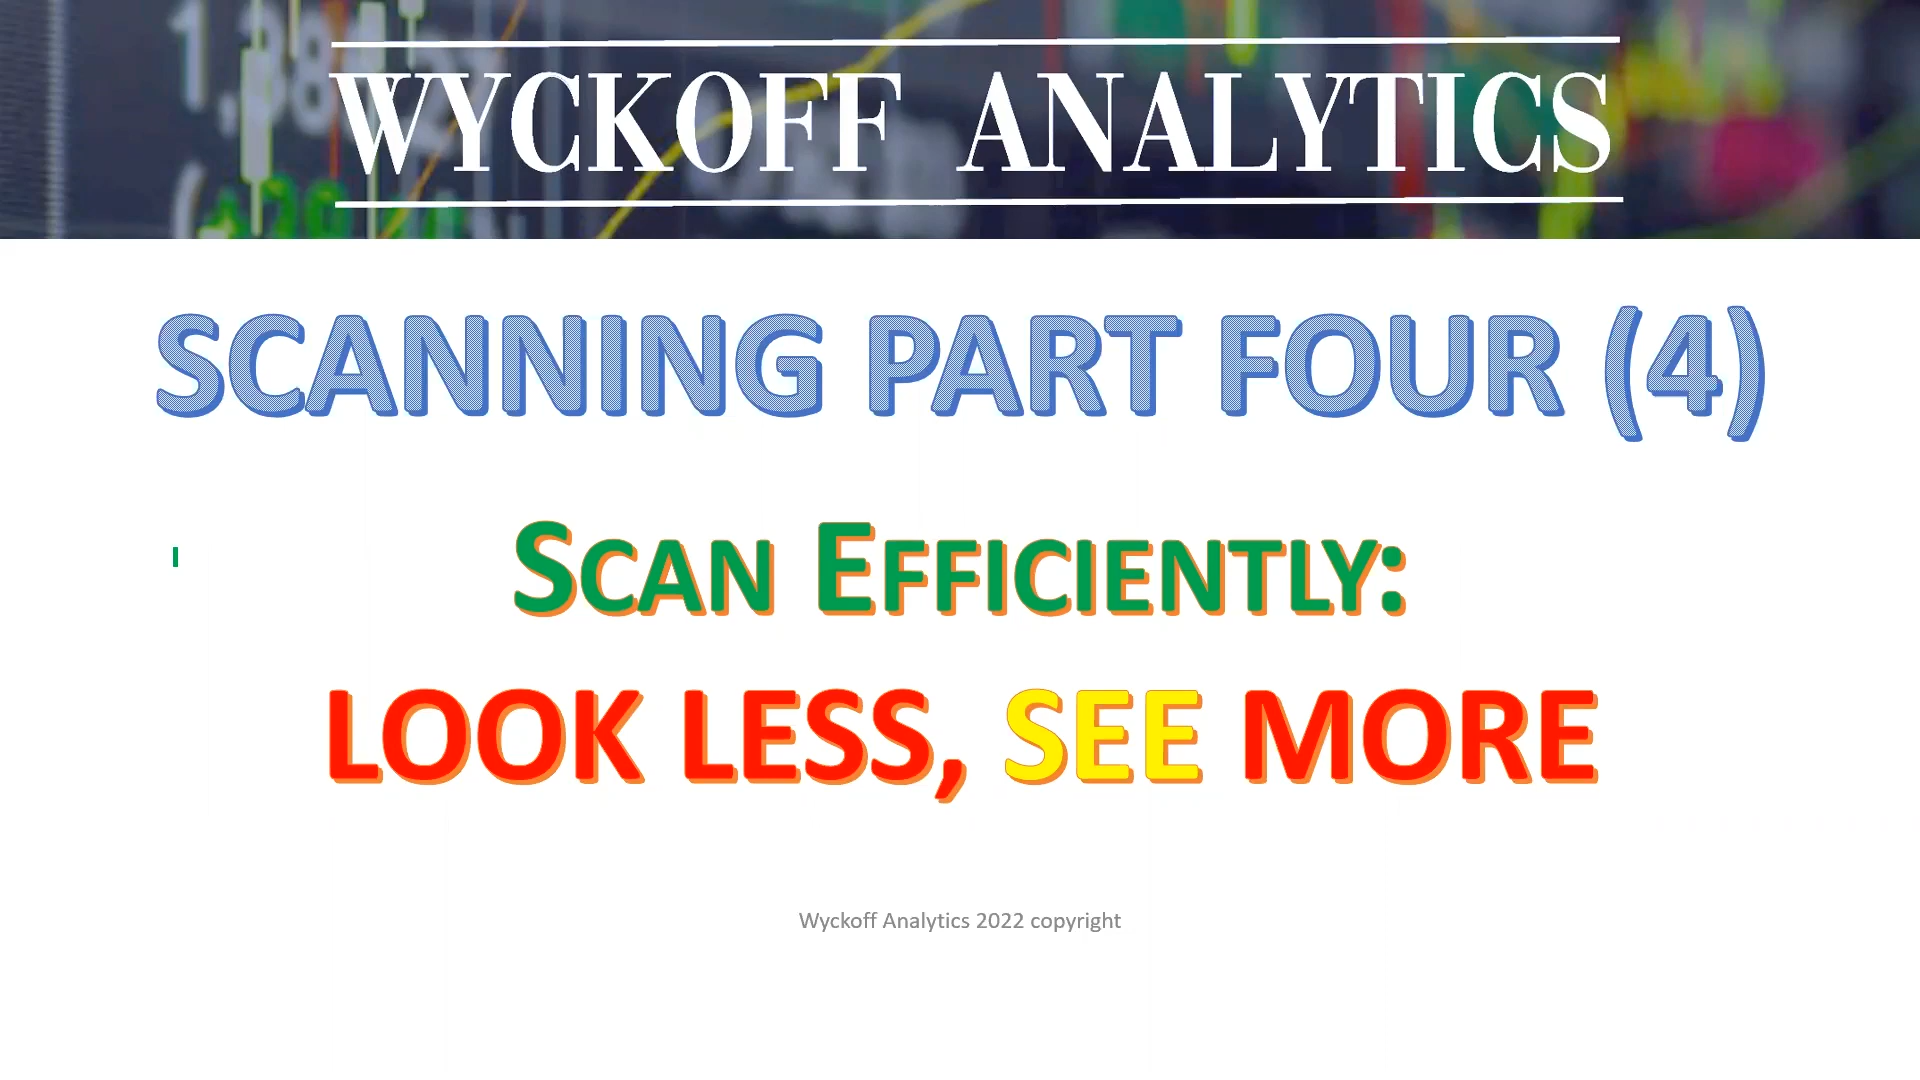 WYCKOFF ANALYTICS
SCANNING PART FOUR (4)
SCAN EFFICIENTLY:
LOOK LESS, SEE MORE
Wyckoff Analytics 2022 copyright